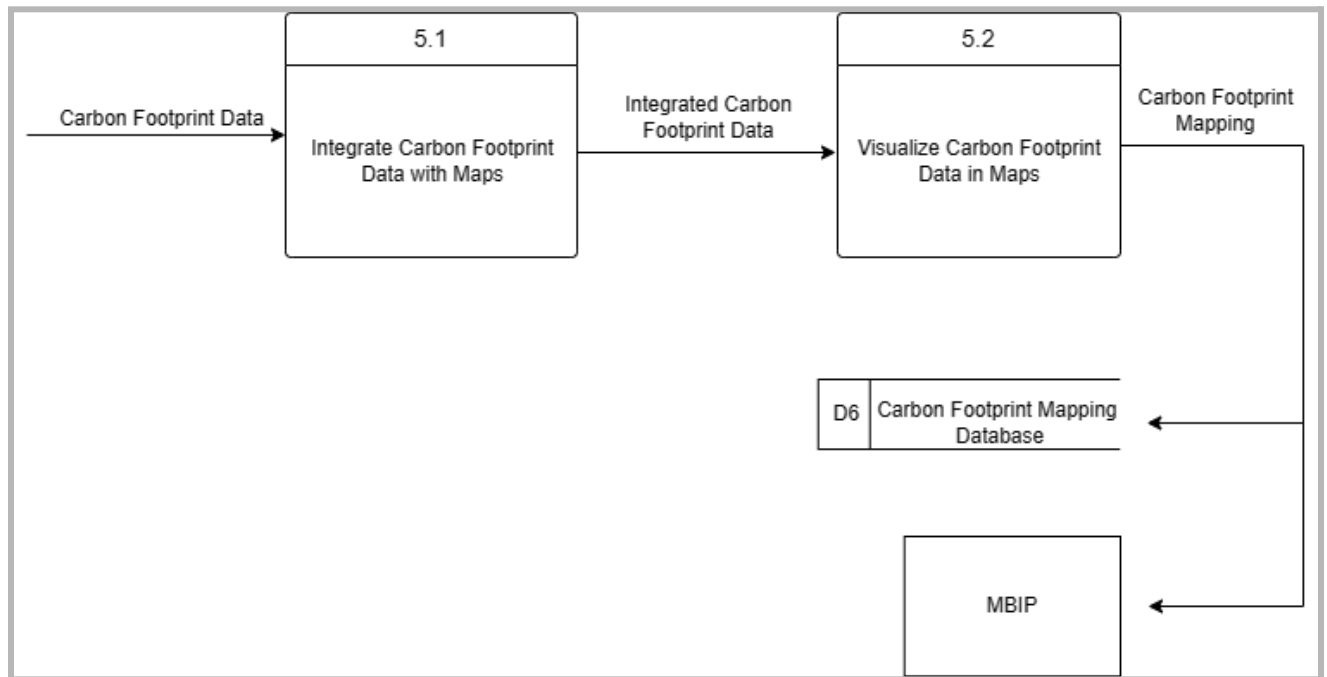 5.1
5.2
Carbon Footprint Data
Integrate Carbon Footprint
Data with Maps
Integrated Carbon
Footprint Data
Visualize Carbon Footprint
Data in Maps
Carbon Footprint
Mapping
D6
Carbon Footprint Mapping
Database
MBIP